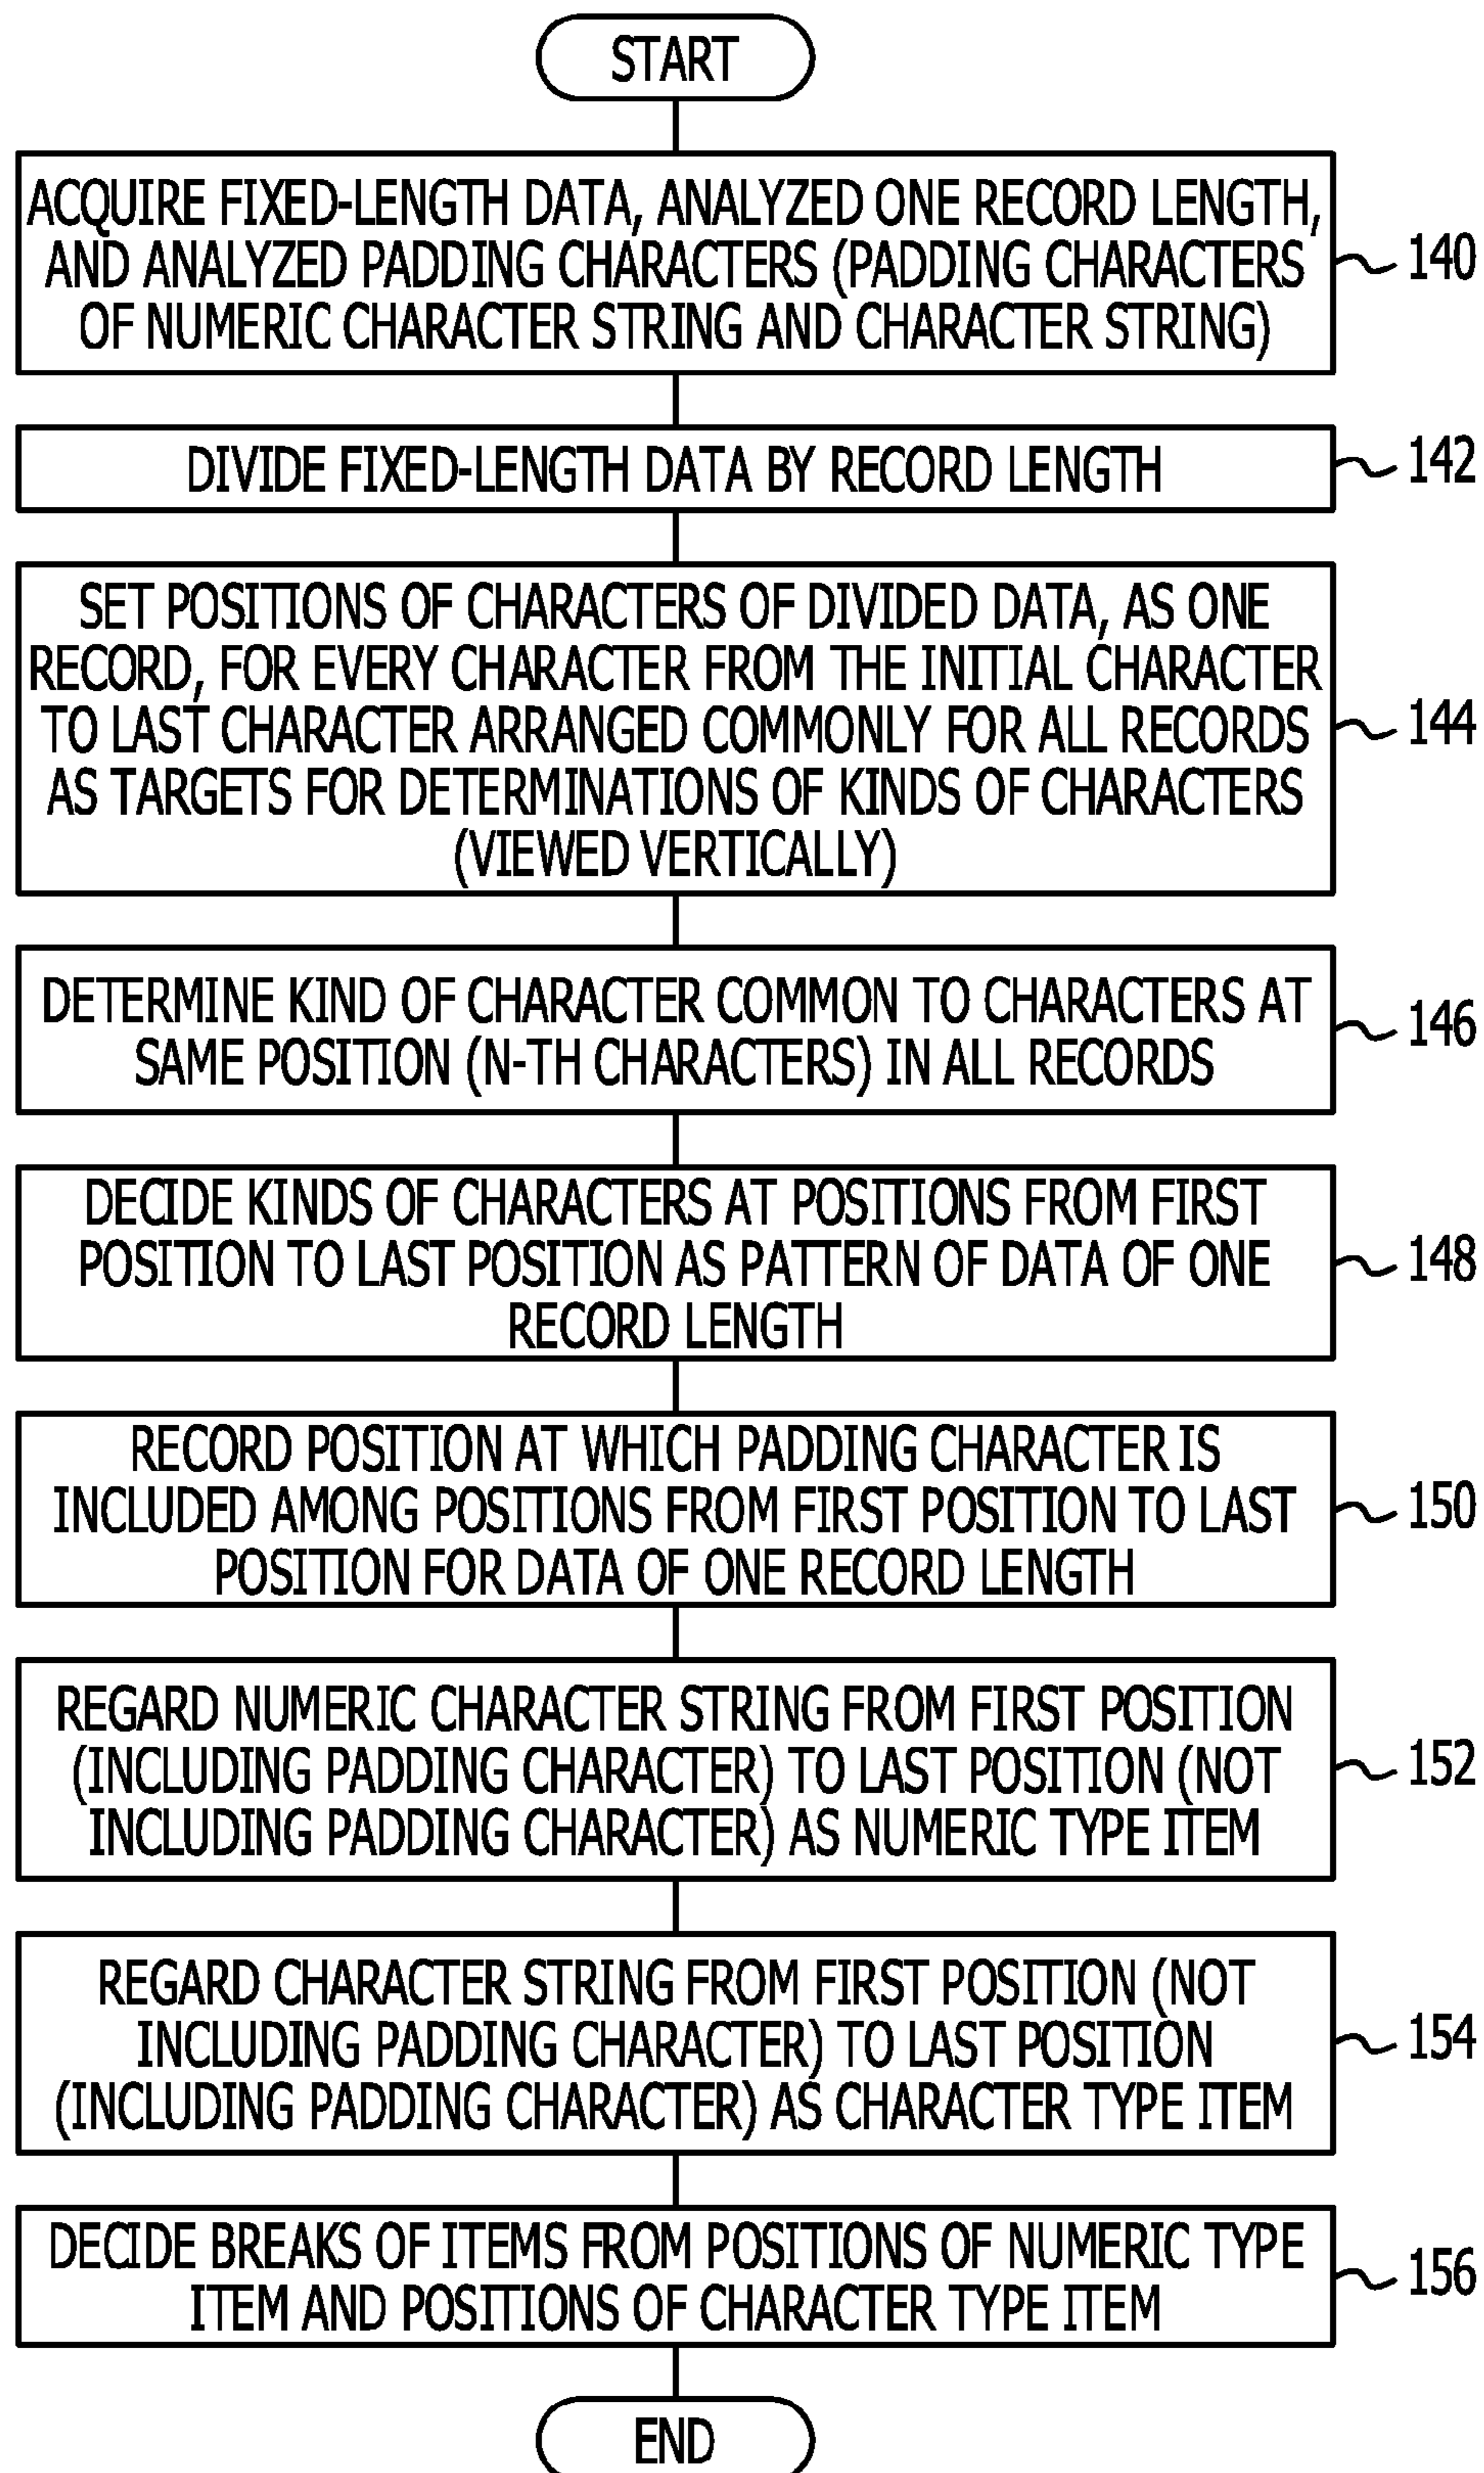 START
ACQUIRE FIXED-LENGTH DATA, ANALYZED ONE RECORD LENGTH,
AND ANALYZED PADDING CHARACTERS (PADDING CHARACTERS
OF NUMERIC CHARACTER STRING AND CHARACTER STRING)
140
DIVIDE FIXED-LENGTH DATA BY RECORD LENGTH
142
SET POSITIONS OF CHARACTERS OF DIVIDED DATA, AS ONE
RECORD, FOR EVERY CHARACTER FROM THE INITIAL CHARACTER
TO LAST CHARACTER ARRANGED COMMONLY FOR ALL RECORDS
AS TARGETS FOR DETERMINATIONS OF KINDS OF CHARACTERS
(VIEWED VERTICALLY)
144
DETERMINE KIND OF CHARACTER COMMON TO CHARACTERS AT
SAME POSITION (N-TH CHARACTERS) IN ALL RECORDS
146
DECIDE KINDS OF CHARACTERS AT POSITIONS FROM FIRST
POSITION TO LAST POSITION AS PATTERN OF DATA OF ONE
RECORD LENGTH
148
RECORD POSITION AT WHICH PADDING CHARACTER IS
INCLUDED AMONG POSITIONS FROM FIRST POSITION TO LAST
POSITION FOR DATA OF ONE RECORD LENGTH
150
REGARD NUMERIC CHARACTER STRING FROM FIRST POSITION
(INCLUDING PADDING CHARACTER) TO LAST POSITION (NOT
INCLUDING PADDING CHARACTER) AS NUMERIC TYPE ITEM
152
REGARD CHARACTER STRING FROM FIRST POSITION (NOT
INCLUDING PADDING CHARACTER) TO LAST POSITION
(INCLUDING PADDING CHARACTER) AS CHARACTER TYPE ITEM
154
DECIDE BREAKS OF ITEMS FROM POSITIONS OF NUMERIC TYPE
ITEM AND POSITIONS OF CHARACTER TYPE ITEM
156
END